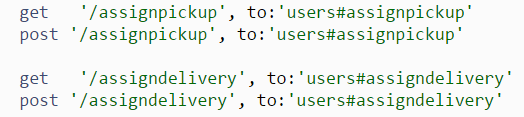 get   '/assignpickup', to:'users#assignpickup'
post '/assignpickup', to:'users#assignpickup'

get   '/assigndelivery', to:'users#assigndelivery'
post '/assigndelivery', to:'users#assigndelivery'